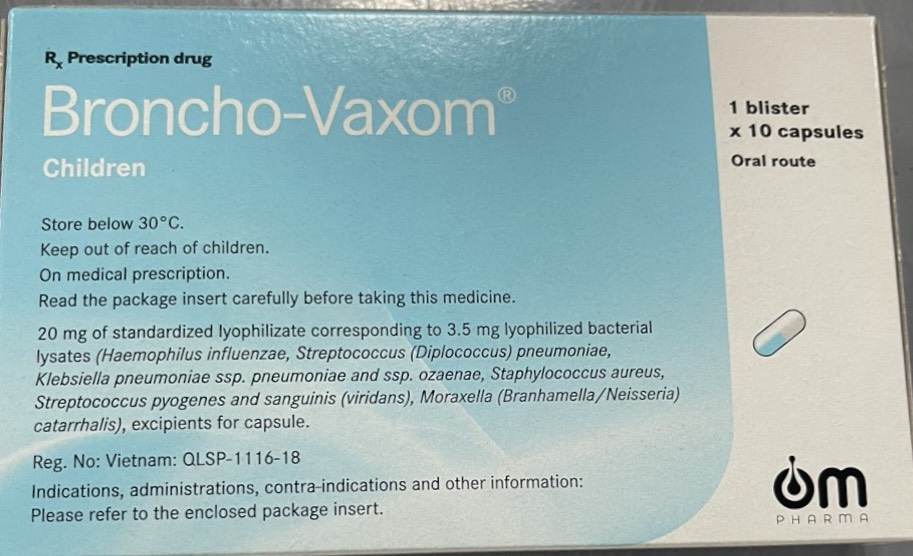 Rx Prescription drug
Broncho-Vaxom®
Children
1 blister
x 10 capsules
Oral route
Store below 30°C.
Keep out of reach of children.
On medical prescription.
Read the package insert carefully before taking this medicine.
20 mg of standardized lyophilizate corresponding to 3.5 mg lyophilized bacterial
lysates (Haemophilus influenzae, Streptococcus (Diplococcus) pneumoniae,
Klebsiella pneumoniae ssp. pneumoniae and ssp. ozaenae, Staphylococcus aureus,
Streptococcus pyogenes and sanguinis (viridans), Moraxella (Branhamella/Neisseria)
catarrhalis), excipients for capsule.
Reg. No: Vietnam: QLSP-1116-18
Indications, administrations, contra-indications and other information:
Please refer to the enclosed package insert.
om
PHARMA